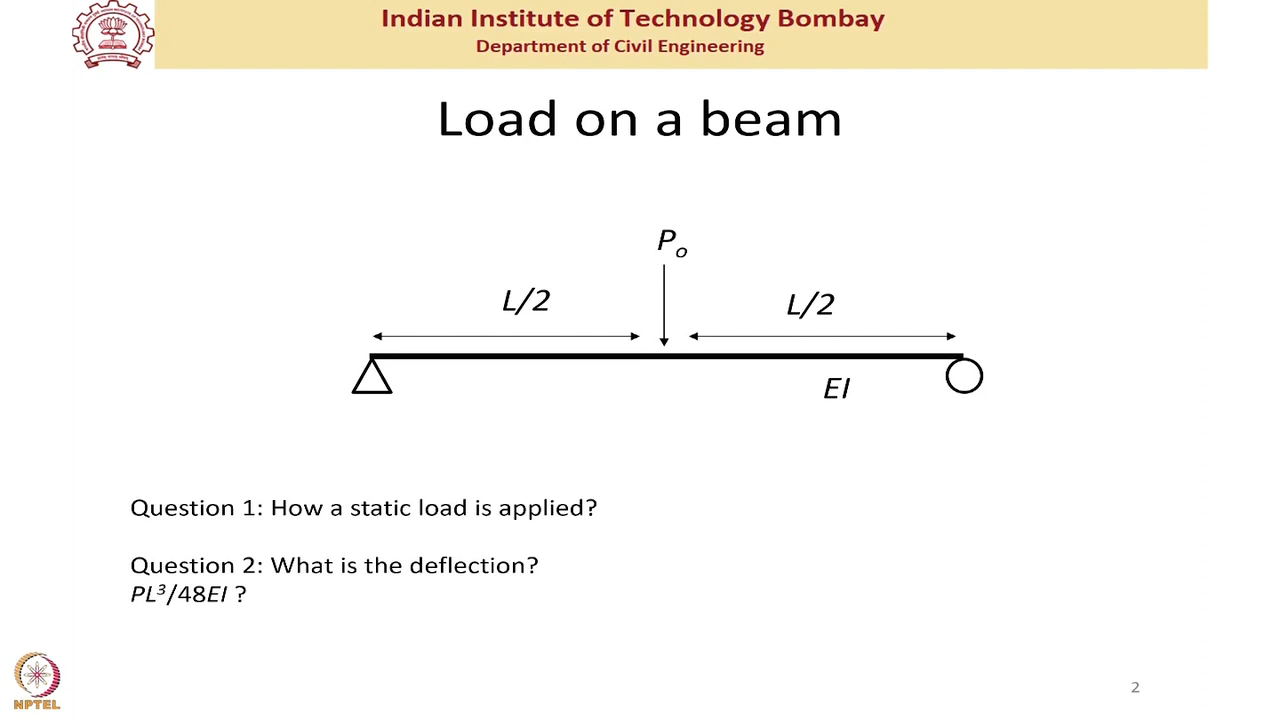 Indian Institute of Technology Bombay
Department of Civil Engineering
Load on a beam
Pₒ
L/2
L/2
EI
Question 1: How a static load is applied?
Question 2: What is the deflection?
PL³/48EI ?
NPTEL
2